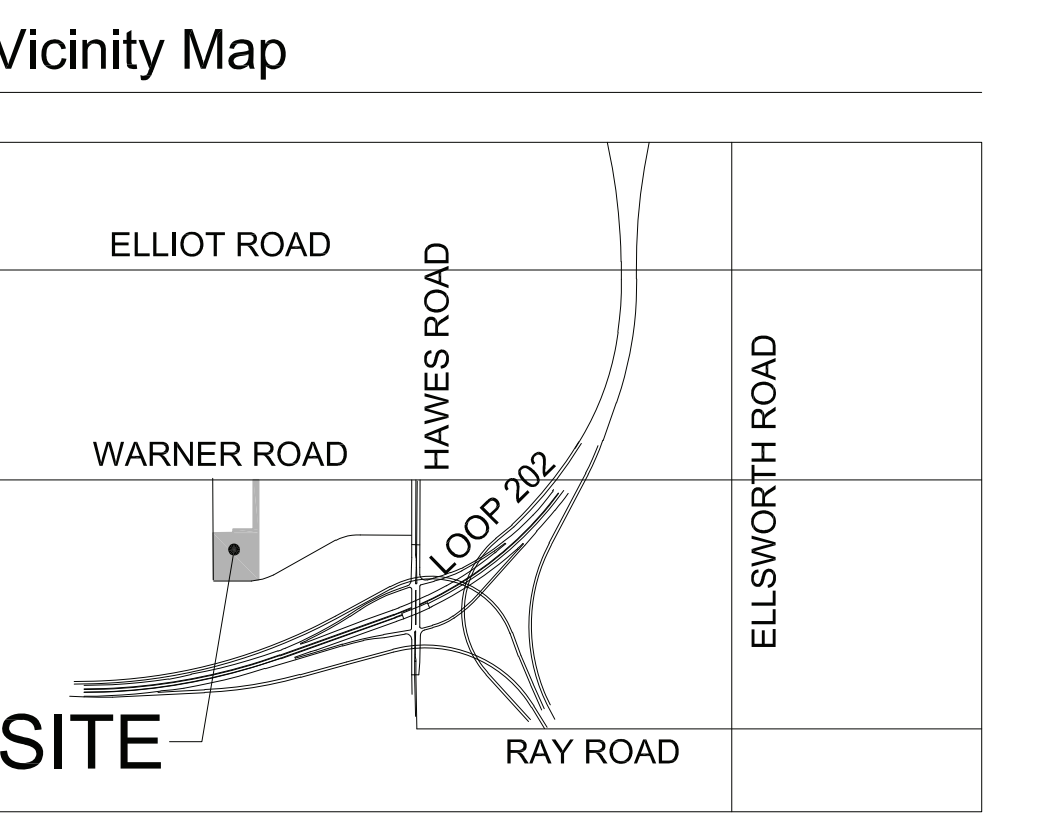 Vicinity Map
ELLIOT ROAD
HAWES ROAD
ELLSWORTH ROAD
WARNER ROAD
LOOP 202
SITE
RAY ROAD